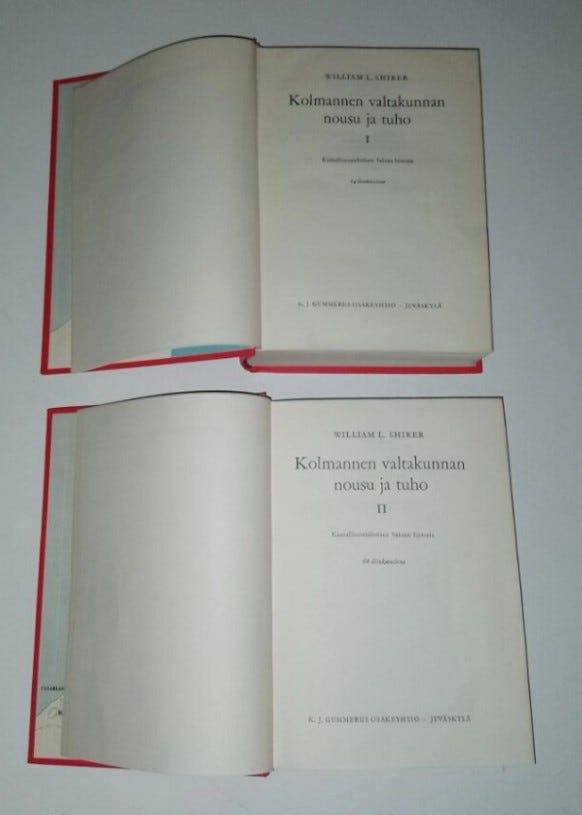 WILLIAM L. SHIRER
Kolmannen valtakunnan
nousu ja tuho
I
Kansallissosialistisen Saksan historia
K. J. GUMMERUS OSAKEYHTIÖ - JYVÄSKYLÄ
WILLIAM L. SHIRER
Kolmannen valtakunnan
nousu ja tuho
II
Kansallissosialistisen Saksan historia
K. J. GUMMERUS OSAKEYHTIÖ - JYVÄSKYLÄ